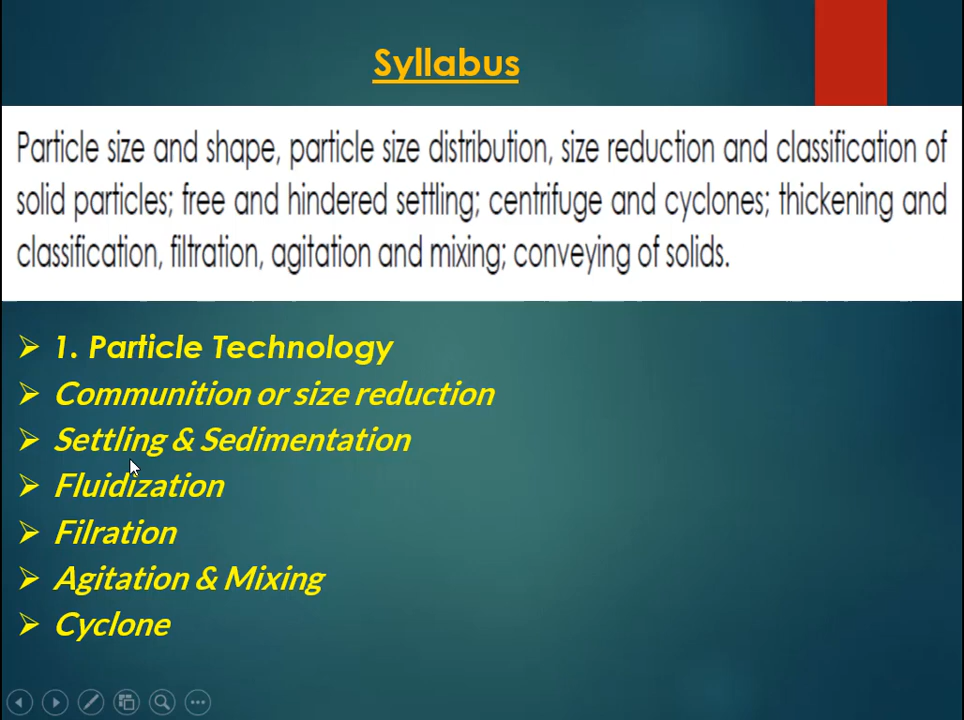 Syllabus
Particle size and shape, particle size distribution, size reduction and classification of
solid particles; free and hindered settling; centrifuge and cyclones; thickening and
classification, filtration, agitation and mixing; conveying of solids.
1. Particle Technology
Communition or size reduction
Settling & Sedimentation
Fluidization
Filration
Agitation & Mixing
Cyclone